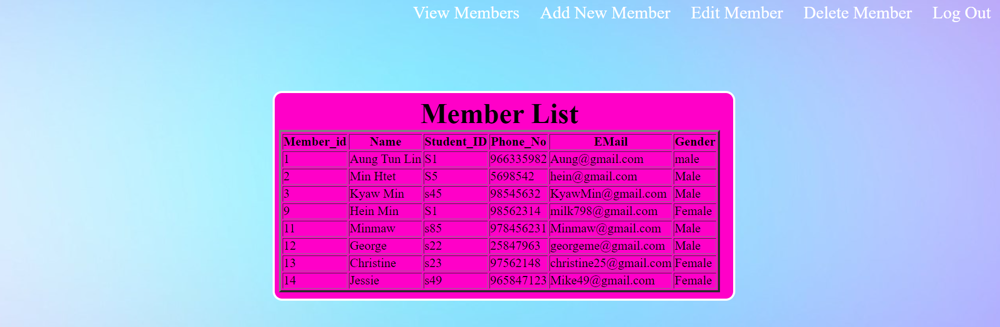 View Members Add New Member Edit Member Delete Member Log Out
Member List
Member_id Name Student_ID Phone_No EMail Gender
1 Aung Tun Lin S1 966335982 Aung@gmail.com male
2 Min Htet S5 5698542 hein@gmail.com Male
3 Kyaw Min s45 98545632 KyawMin@gmail.com Male
9 Hein Min S1 98562314 milk798@gmail.com Female
11 Minmaw s85 978456231 Minmaw@gmail.com Male
12 George s22 25847963 georgeme@gmail.com Male
13 Christine s23 97562148 christine25@gmail.com Female
14 Jessie s49 965847123 Mike49@gmail.com Female